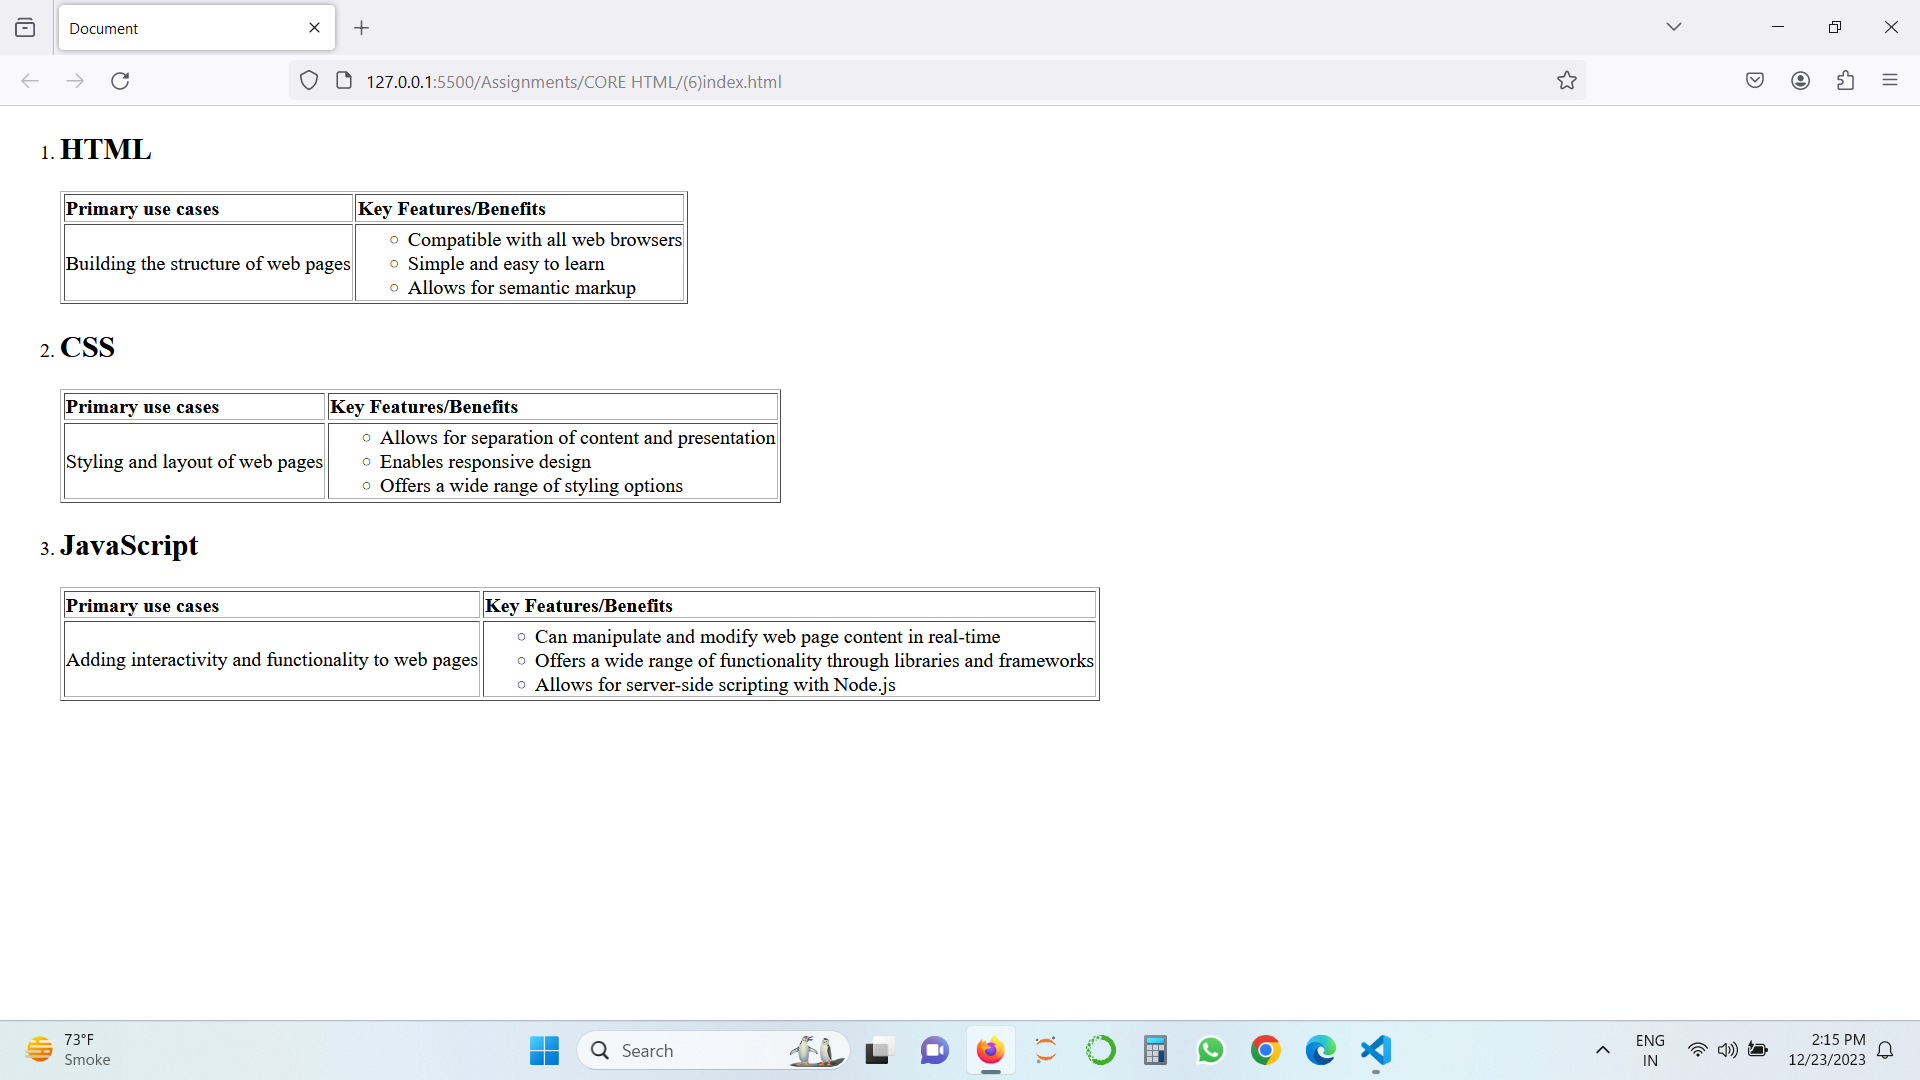 Document
127.0.0.1:5500/Assignments/CORE HTML/(6)index.html
1. HTML
Primary use cases Key Features/Benefits
Building the structure of web pages
Compatible with all web browsers
Simple and easy to learn
Allows for semantic markup
2. CSS
Primary use cases Key Features/Benefits
Styling and layout of web pages
Allows for separation of content and presentation
Enables responsive design
Offers a wide range of styling options
3. JavaScript
Primary use cases Key Features/Benefits
Adding interactivity and functionality to web pages
Can manipulate and modify web page content in real-time
Offers a wide range of functionality through libraries and frameworks
Allows for server-side scripting with Node.js
73°F
Smoke
Search
ENG
IN
2:15 PM
12/23/2023